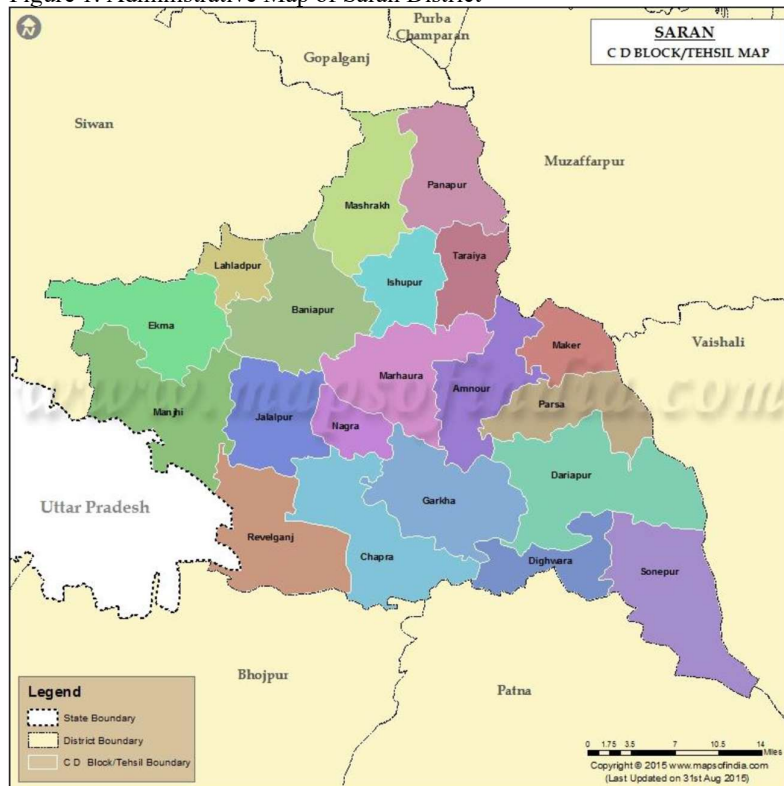 Figure 1: Administrative Map of Saran District
SARAN
C D BLOCK/TEHSIL MAP
Purba
Champaran
Gopalganj
Siwan
Muzaffarpur
Panapur
Mashrakh
Taraiya
Lahladpur
Ishupur
Baniapur
Ekma
Maker
Vaishali
Marhaura
Amnour
Parsa
Manjhi
Jalalpur
Nagra
www.mapsofindia.com
Dariapur
Garkha
Uttar Pradesh
Revelganj
Chapra
Dighwara
Sonepur
Bhojpur
Patna
Legend
State Boundary
District Boundary
C D Block/Tehsil Boundary
0 1.75 3.5 7 10.5 14
Miles
Copyright © 2015 www.mapsofindia.com
(Last Updated on 31st Aug 2015)